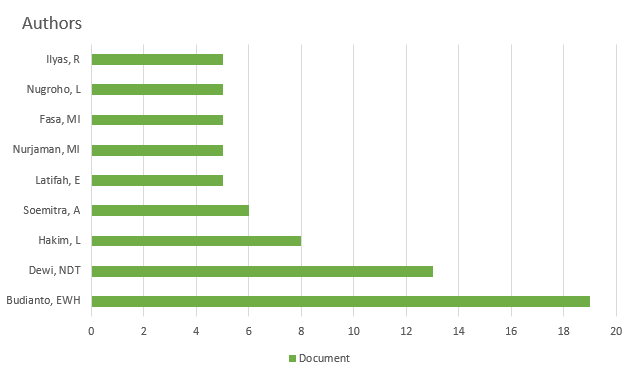 Authors
Ilyas, R
Nugroho, L
Fasa, MI
Nurjaman, MI
Latifah, E
Soemitra, A
Hakim, L
Dewi, NDT
Budianto, EWH
0 2 4 6 8 10 12 14 16 18 20
Document